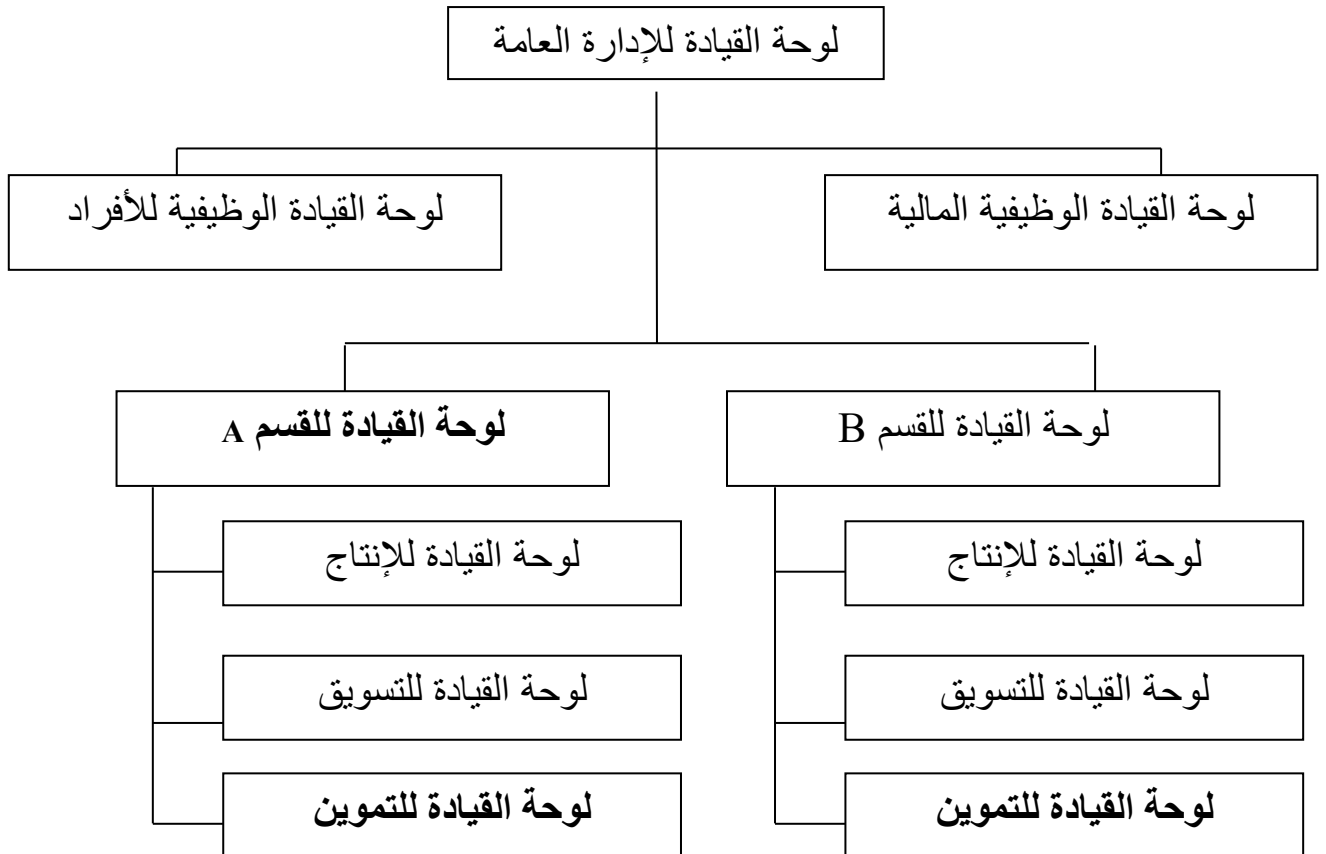 لوحة القيادة للإدارة العامة
لوحة القيادة الوظيفية المالية
لوحة القيادة الوظيفية للأفراد
لوحة القيادة للقسم B
لوحة القيادة للقسم A
لوحة القيادة للإنتاج
لوحة القيادة للإنتاج
لوحة القيادة للتسويق
لوحة القيادة للتسويق
لوحة القيادة للتموين
لوحة القيادة للتموين